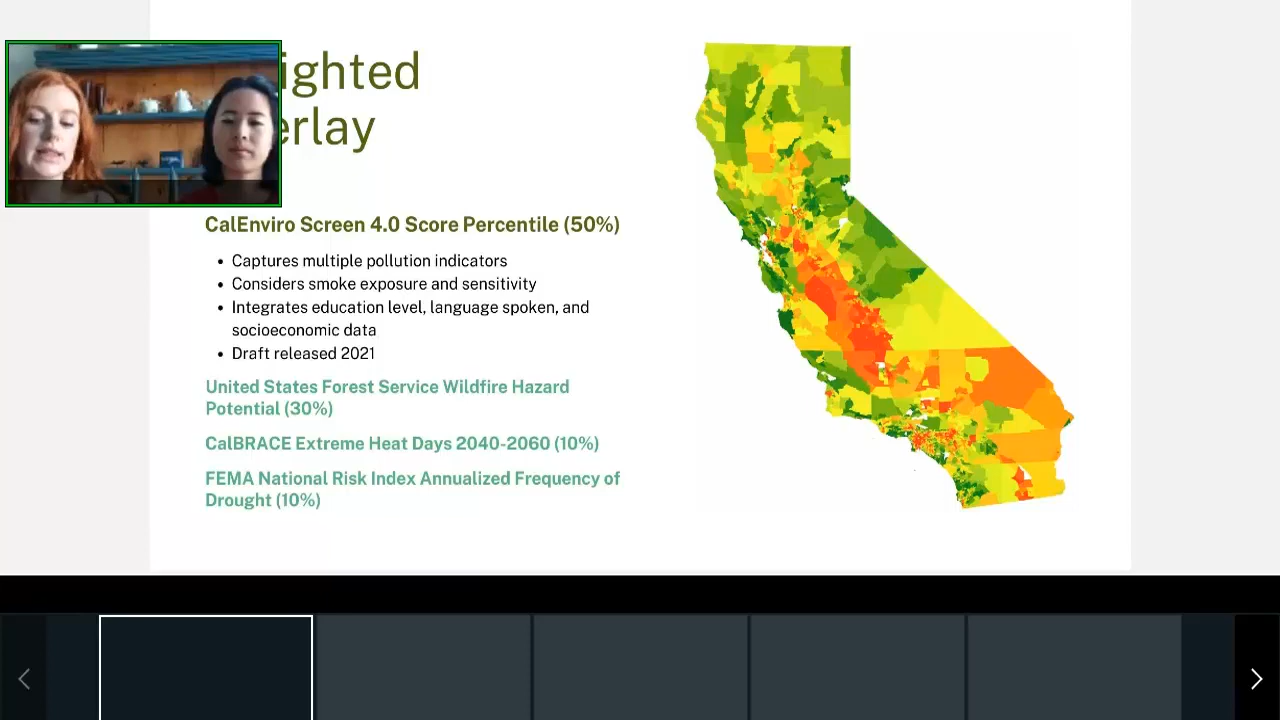 ighted
erlay
CalEnviro Screen 4.0 Score Percentile (50%)
• Captures multiple pollution indicators
• Considers smoke exposure and sensitivity
• Integrates education level, language spoken, and
socioeconomic data
• Draft released 2021
United States Forest Service Wildfire Hazard
Potential (30%)
CalBRACE Extreme Heat Days 2040-2060 (10%)
FEMA National Risk Index Annualized Frequency of
Drought (10%)